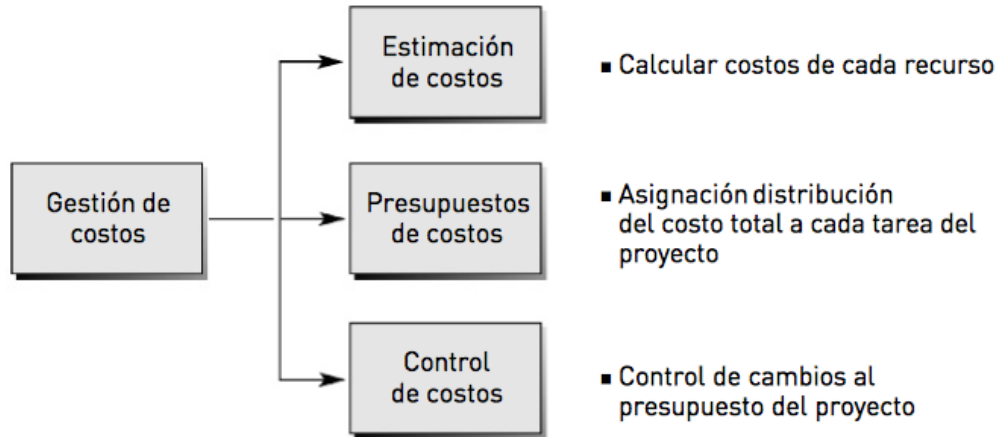 Estimación
de costos
■ Calcular costos de cada recurso
Gestión de
costos
Presupuestos
de costos
■ Asignación distribución
del costo total a cada tarea del
proyecto
Control
de costos
■ Control de cambios al
presupuesto del proyecto